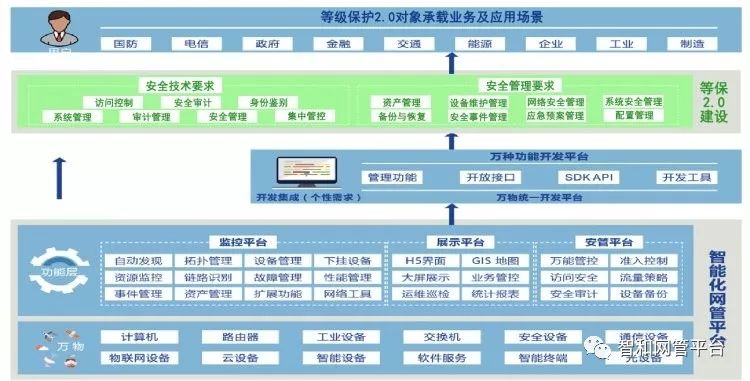 等级保护2.0对象承载业务及应用场景
用户
国防 电信 政府 金融 交通 能源 企业 工业 制造
安全技术要求
访问控制 安全审计 身份鉴别
系统管理 审计管理 安全管理 集中管控
安全管理要求
资产管理 设备维护管理 网络安全管理 系统安全管理
备份与恢复 安全事件管理 应急预案管理 配置管理
等保2.0建设
万种功能开发平台
管理功能 开放接口 SDK API 开发工具
开发集成（个性需求）
万物统一开发平台
功能层
监控平台
自动发现 拓扑管理 设备管理 下挂设备
资源监控 链路识别 故障管理 性能管理
事件管理 资产管理 扩展功能 网络工具
展示平台
H5界面 GIS 地图
大屏展示 业务管控
运维巡检 统计报表
安管平台
万能管控 准入控制
访问安全 流量策略
安全审计 设备备份
智能化网管平台
万物
计算机 路由器 工业设备 交换机 安全设备 通信设备
物联网设备 云设备 智能设备 软件服务 智能终端 光设备
智和网管平台